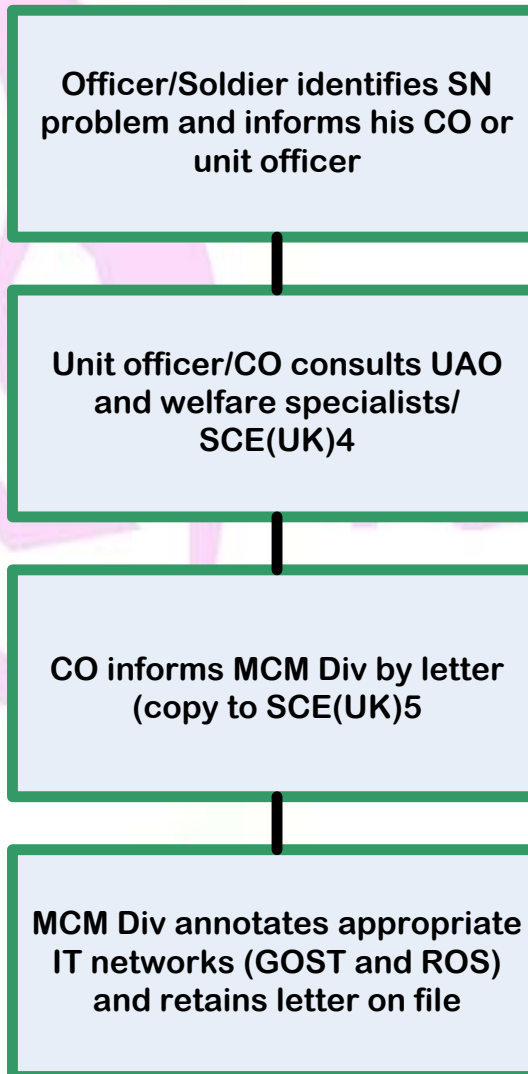 Officer/Soldier identifies SN
problem and informs his CO or
unit officer
Unit officer/CO consults UAO
and welfare specialists/
SCE(UK)4
CO informs MCM Div by letter
(copy to SCE(UK)5
MCM Div annotates appropriate
IT networks (GOST and ROS)
and retains letter on file